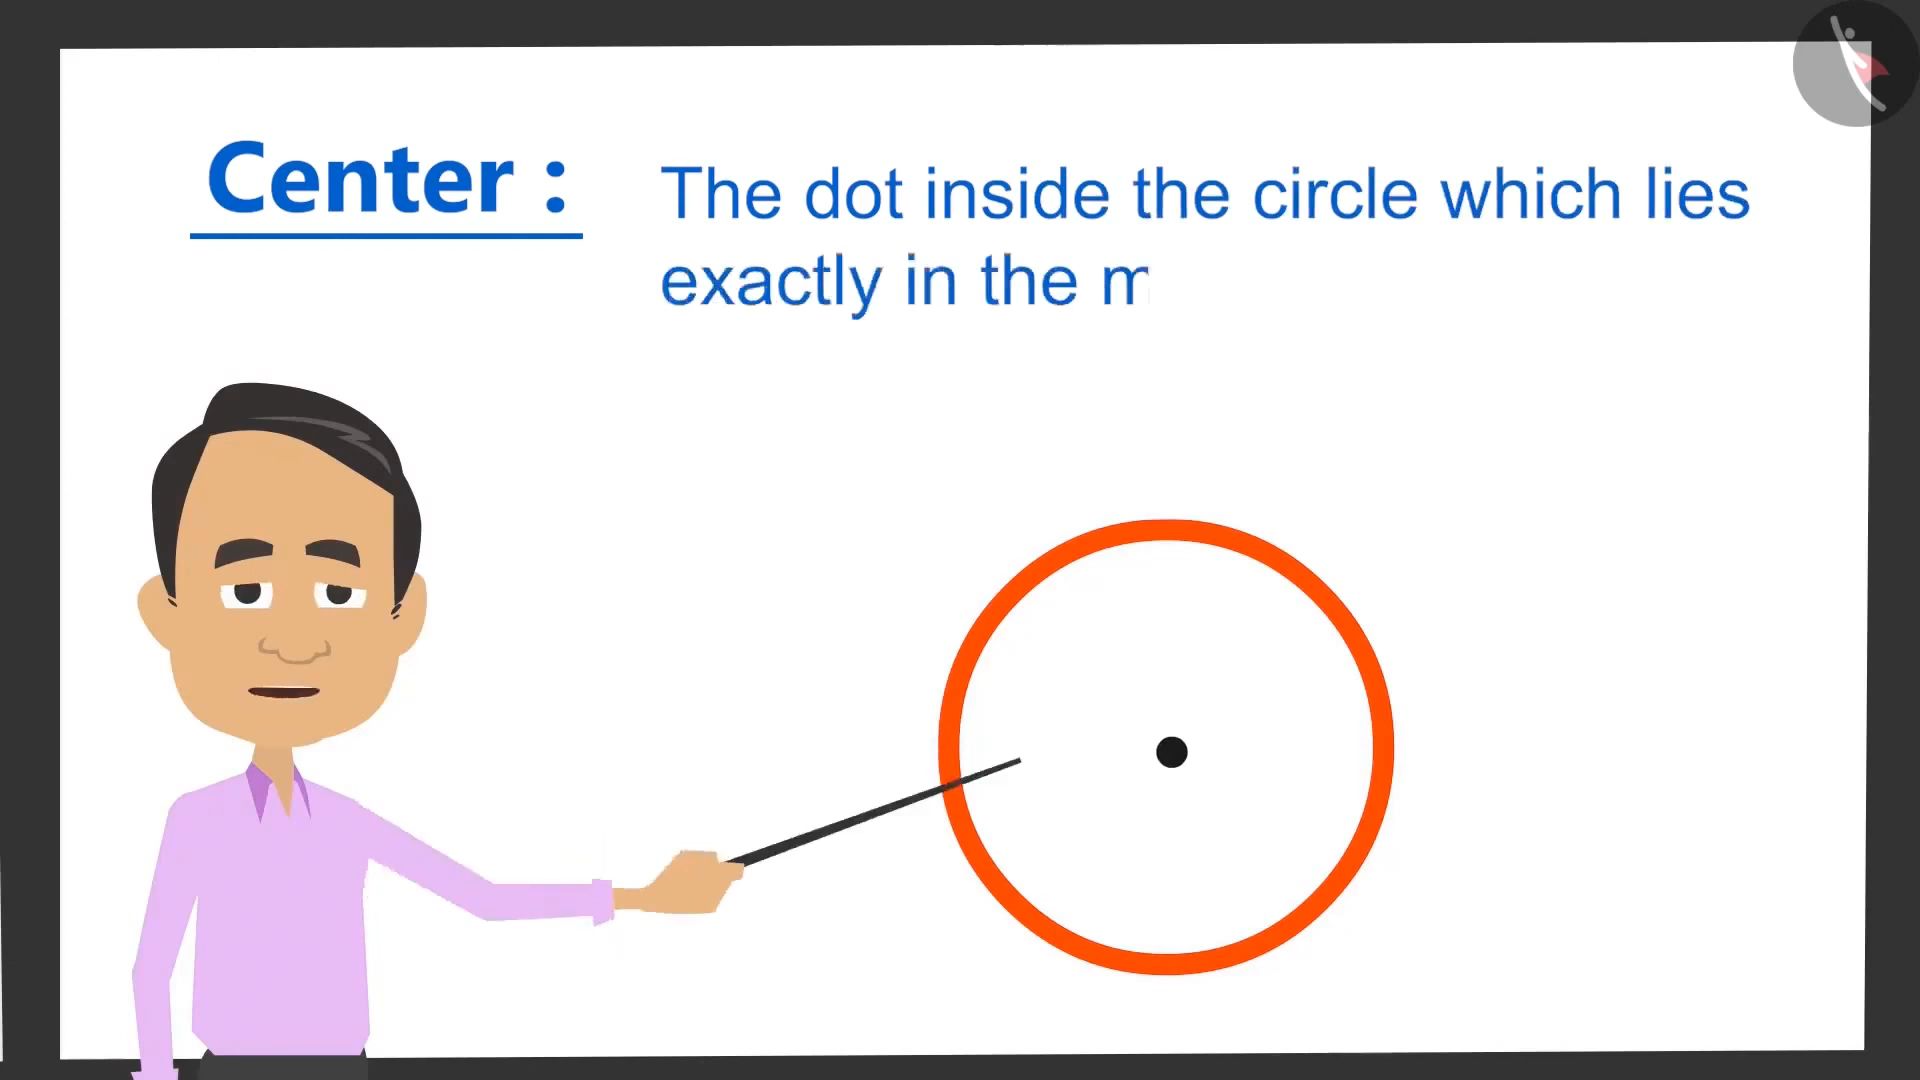 Center : The dot inside the circle which lies
exactly in the m